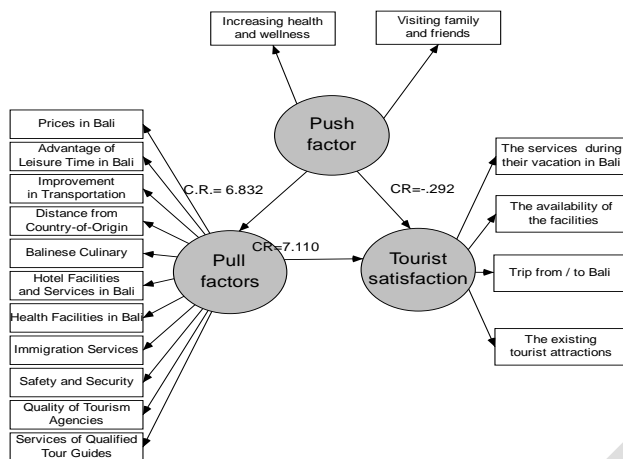 Increasing health
and wellness
Visiting family
and friends
Push
factor
C.R.= 6.832
CR=-.292
Prices in Bali
Advantage of
Leisure Time in Bali
Improvement
in Transportation
Distance from
Country-of-Origin
Balinese Culinary
Hotel Facilities
and Services in Bali
Health Facilities in Bali
Immigration Services
Safety and Security
Quality of Tourism
Agencies
Services of Qualified
Tour Guides
Pull
factors
CR=7.110
Tourist
satisfaction
The services during
their vacation in Bali
The availability of
the facilities
Trip from / to Bali
The existing
tourist attractions